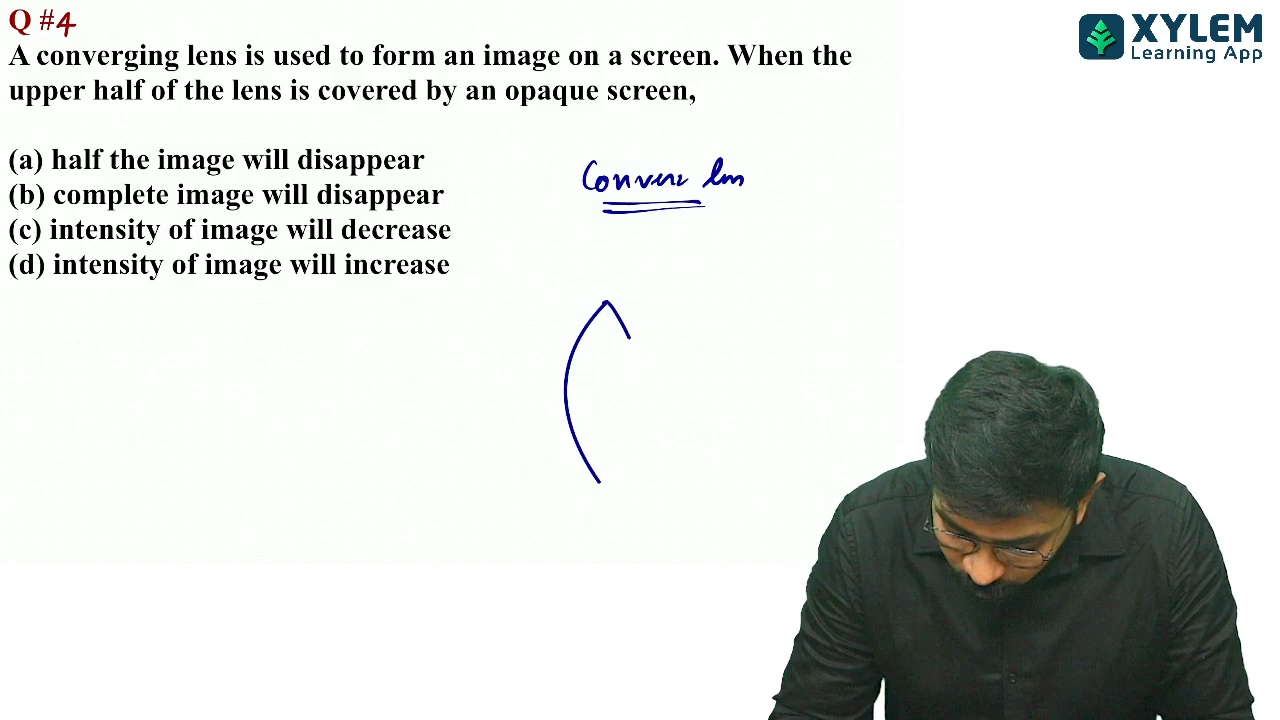 Q #4
A converging lens is used to form an image on a screen. When the
upper half of the lens is covered by an opaque screen,
(a) half the image will disappear
(b) complete image will disappear
(c) intensity of image will decrease
(d) intensity of image will increase
Convex lens
XYLEM
Learning App